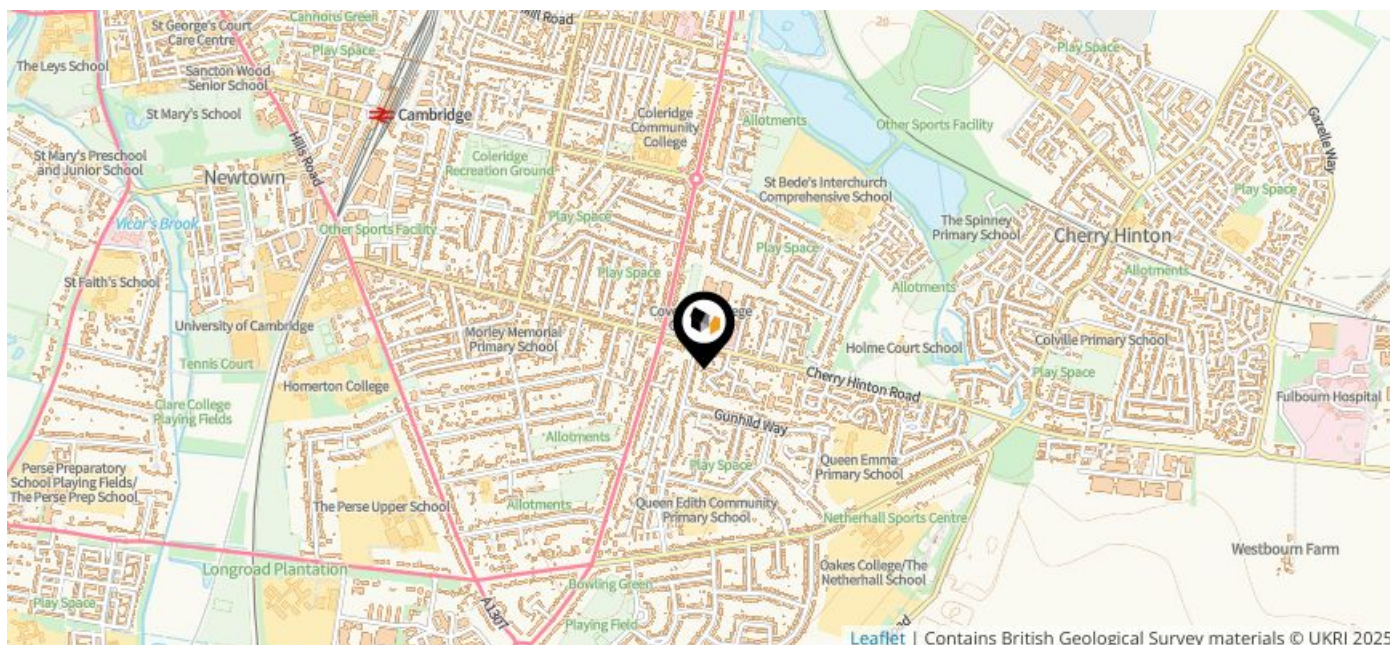 Cannons Green
Mill Road
St George's Court
Care Centre
Play Space
20
Play Space
The Leys School
Sancton Wood
Senior School
Gazelle Way
St Mary's School
Cambridge
Coleridge
Community
College
Allotments
Other Sports Facility
Hills Road
St Mary's Preschool
and Junior School
Newtown
Coleridge
Recreation Ground
St Bede's Interchurch
Comprehensive School
Play Space
Vicar's Brook
Play Space
The Spinney
Primary School
Cherry Hinton
Other Sports Facility
Play Space
Play Space
Allotments
St Faith's School
Allotments
University of Cambridge
Morley Memorial
Primary School
Holme Court School
Colville Primary School
Tennis Court
Homerton College
Cherry Hinton Road
Play Space
Fulbourn Hospital
Clare College
Playing Fields
Gunhild Way
Allotments
Perse Preparatory
School Playing Fields/
The Perse Prep School
Play Space
Queen Emma
Primary School
The Perse Upper School
Allotments
Queen Edith Community
Primary School
Netherhall Sports Centre
Westbourn Farm
Longroad Plantation
Oakes College/The
Netherhall School
Bowling Green
Play Space
A1307
Playing Field
Leaflet | Contains British Geological Survey materials © UKRI 2025